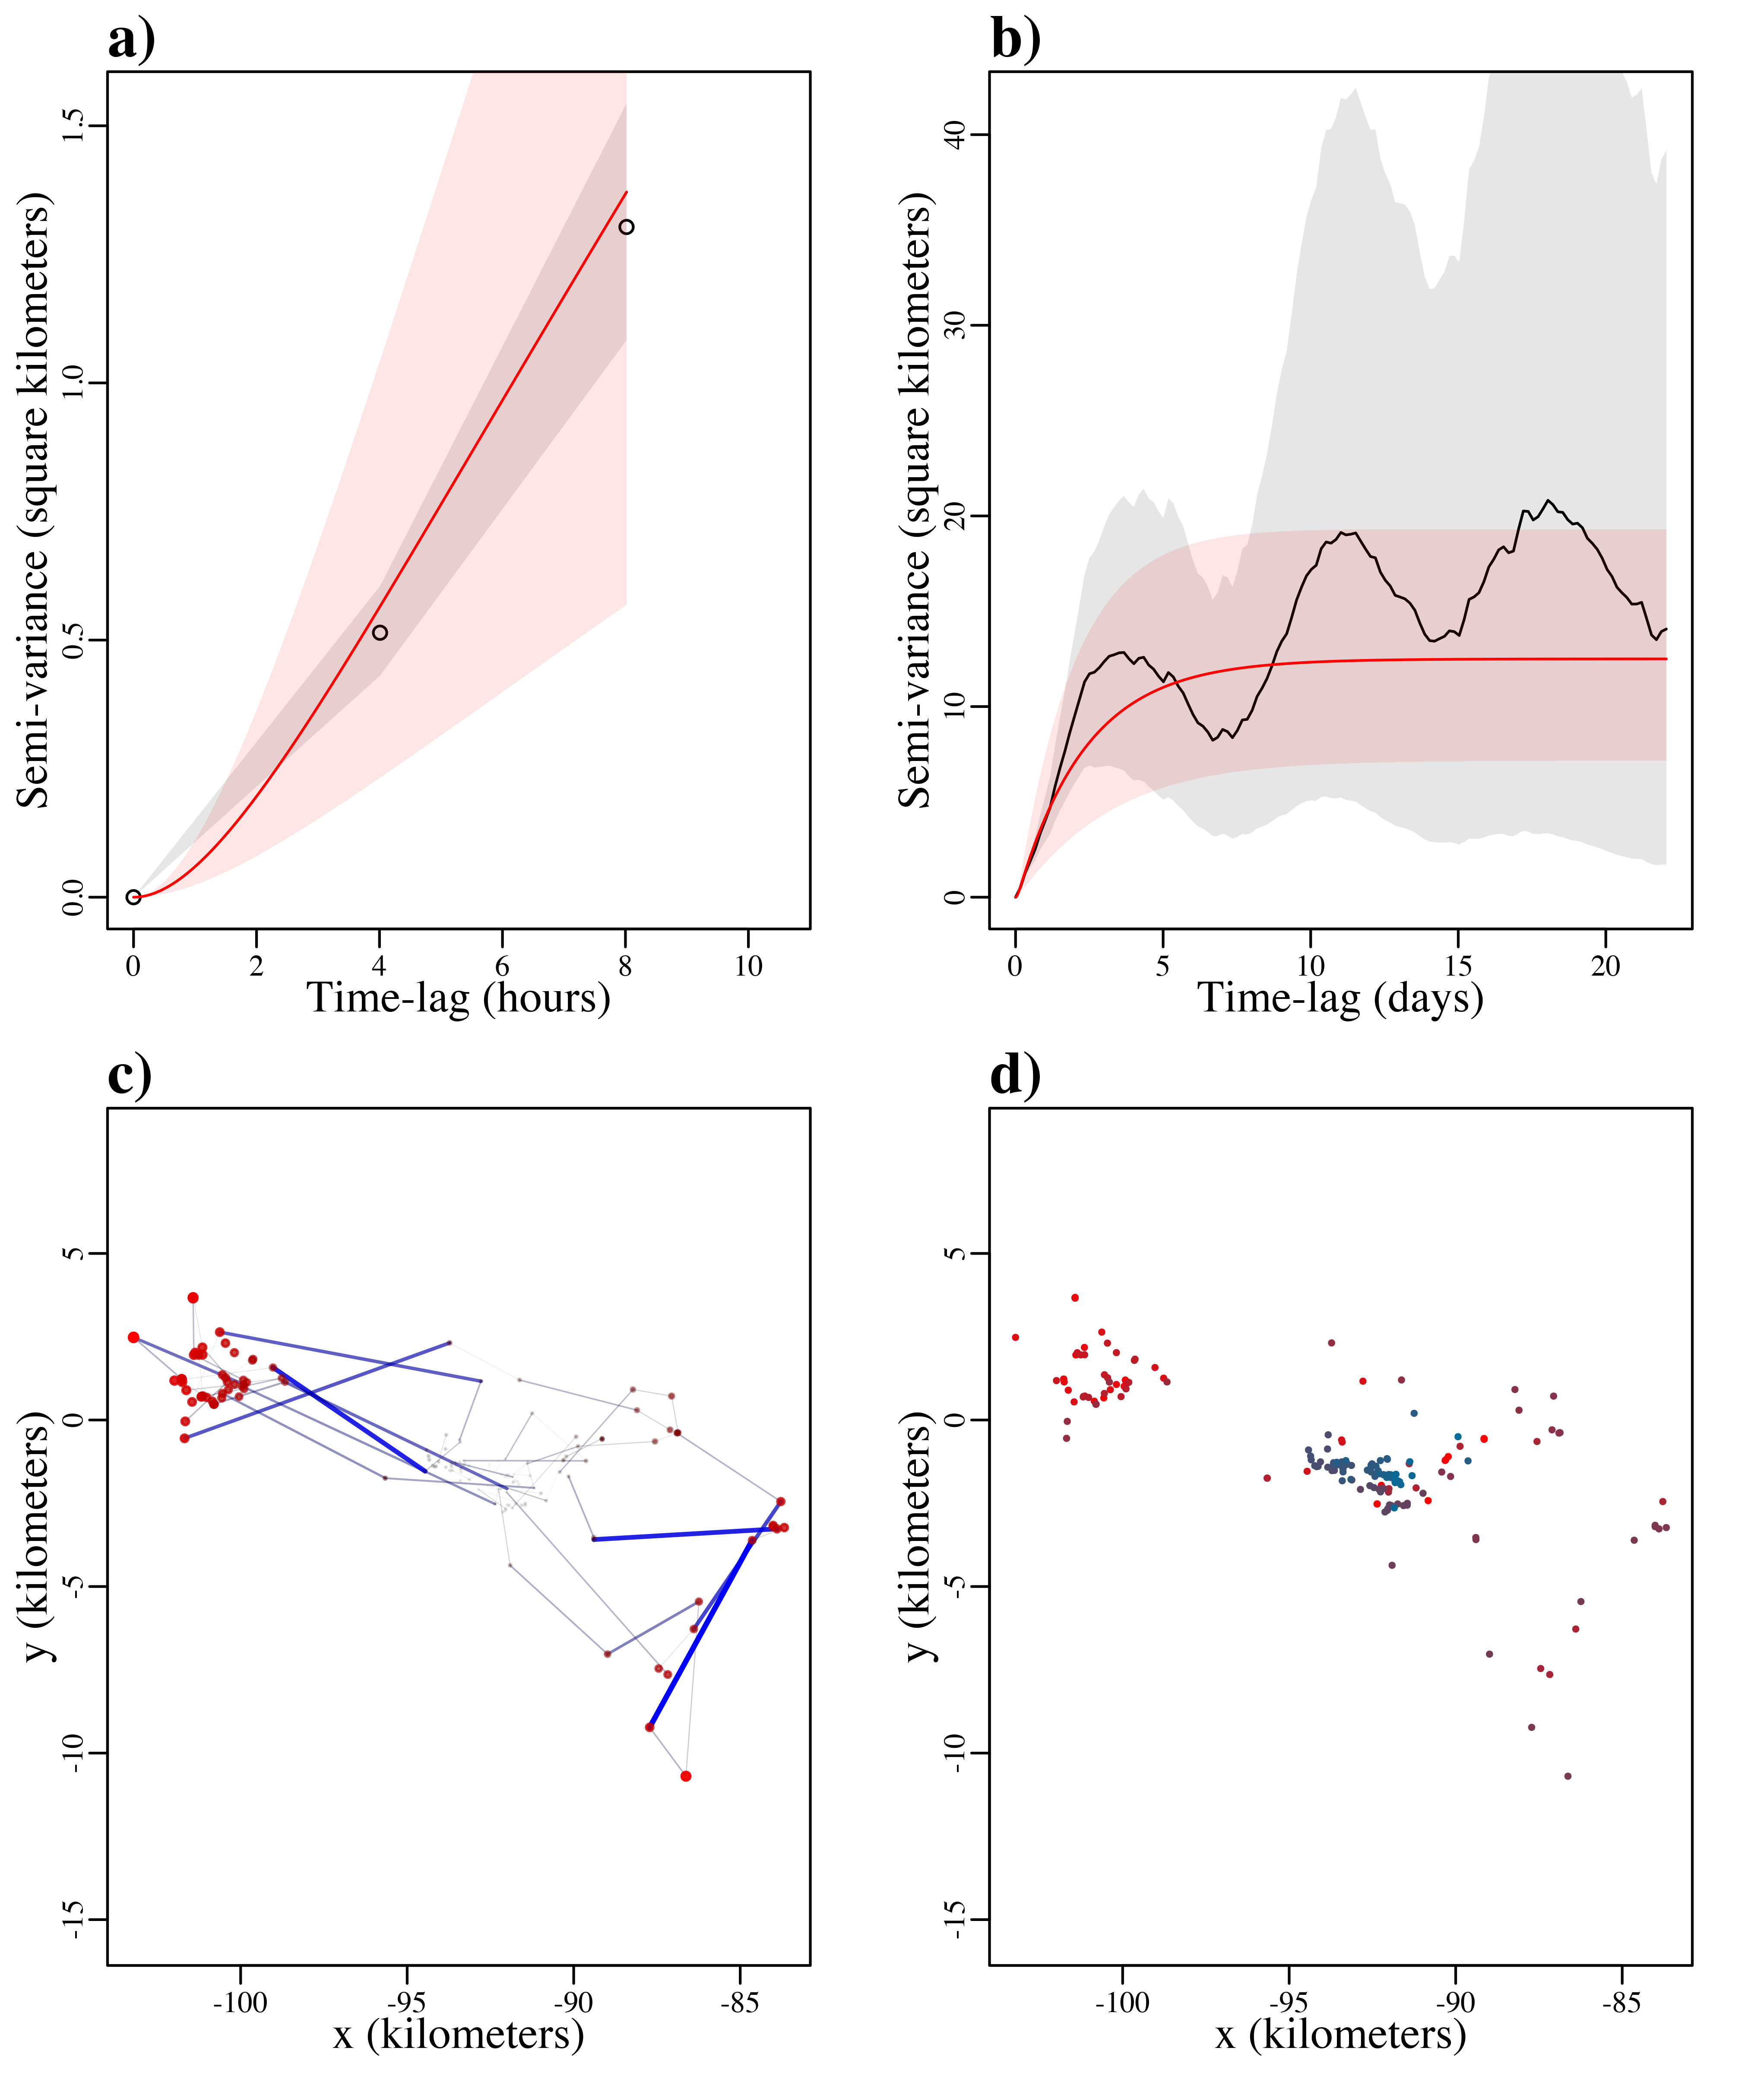 a)
Semi-variance (square kilometers)
1.5
1.0
0.5
0.0
0 2 4 6 8 10
Time-lag (hours)
b)
Semi-variance (square kilometers)
40
30
20
10
0
0 5 10 15 20
Time-lag (days)
c)
y (kilometers)
5
0
-5
-10
-15
-100 -95 -90 -85
x (kilometers)
d)
y (kilometers)
5
0
-5
-10
-15
-100 -95 -90 -85
x (kilometers)